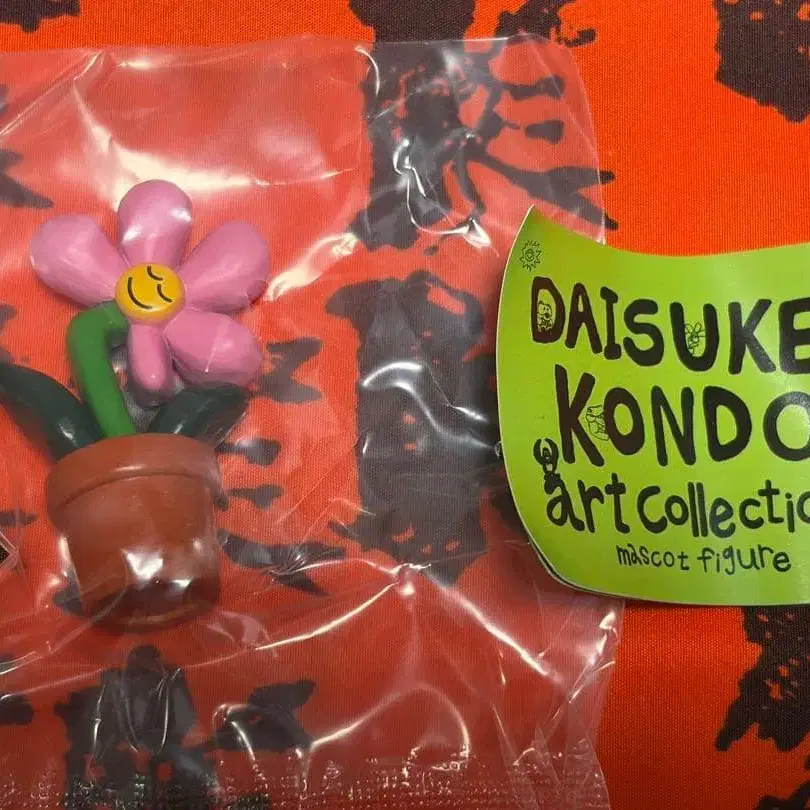 DAISUKE
KONDO
art collectio
mascot figure